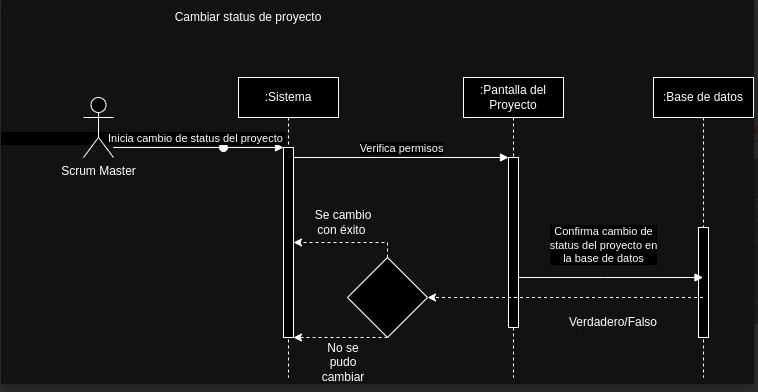 Cambiar status de proyecto
:Sistema
:Pantalla del
Proyecto
:Base de datos
Inicia cambio de status del proyecto
Verifica permisos
Scrum Master
Se cambio
con éxito
Confirma cambio de
status del proyecto en
la base de datos
Verdadero/Falso
No se
pudo
cambiar